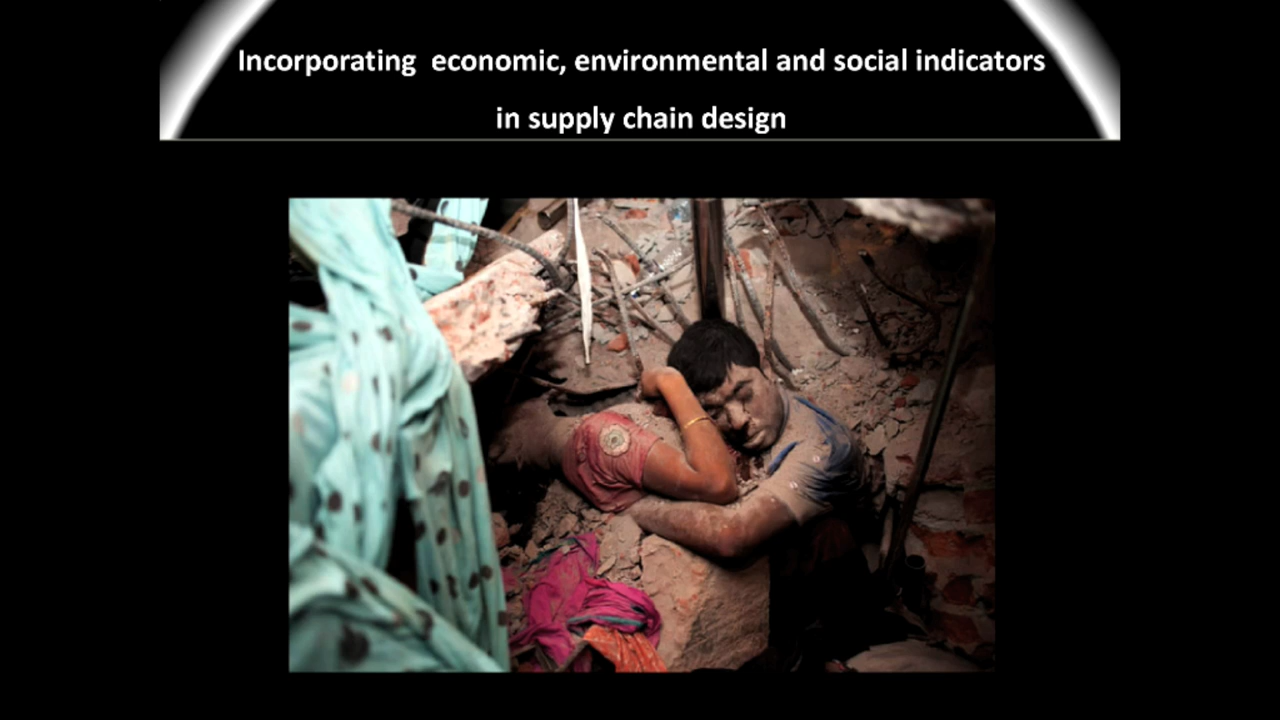 Incorporating  economic, environmental and social indicators
in supply chain design